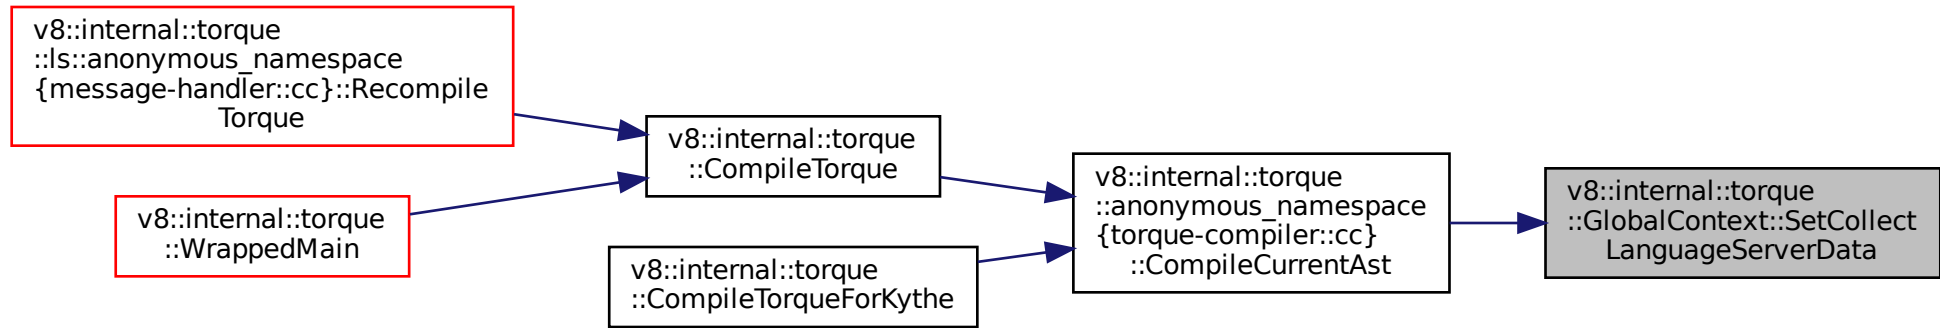 v8::internal::torque
::ls::anonymous_namespace
{message-handler::cc}::Recompile
Torque
v8::internal::torque
::WrappedMain
v8::internal::torque
::CompileTorque
v8::internal::torque
::CompileTorqueForKythe
v8::internal::torque
::anonymous_namespace
{torque-compiler::cc}
::CompileCurrentAst
v8::internal::torque
::GlobalContext::SetCollect
LanguageServerData